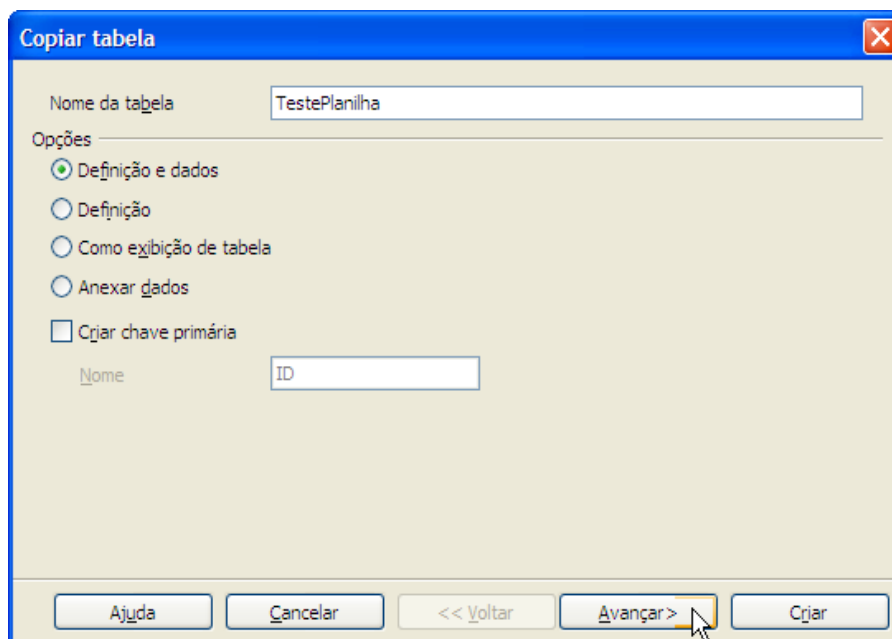 Copiar tabela
Nome da tabela TestePlanilha
Opções
Definição e dados
Definição
Como exibição de tabela
Anexar dados
Criar chave primária
Nome ID
Ajuda Cancelar << Voltar Avançar> Criar